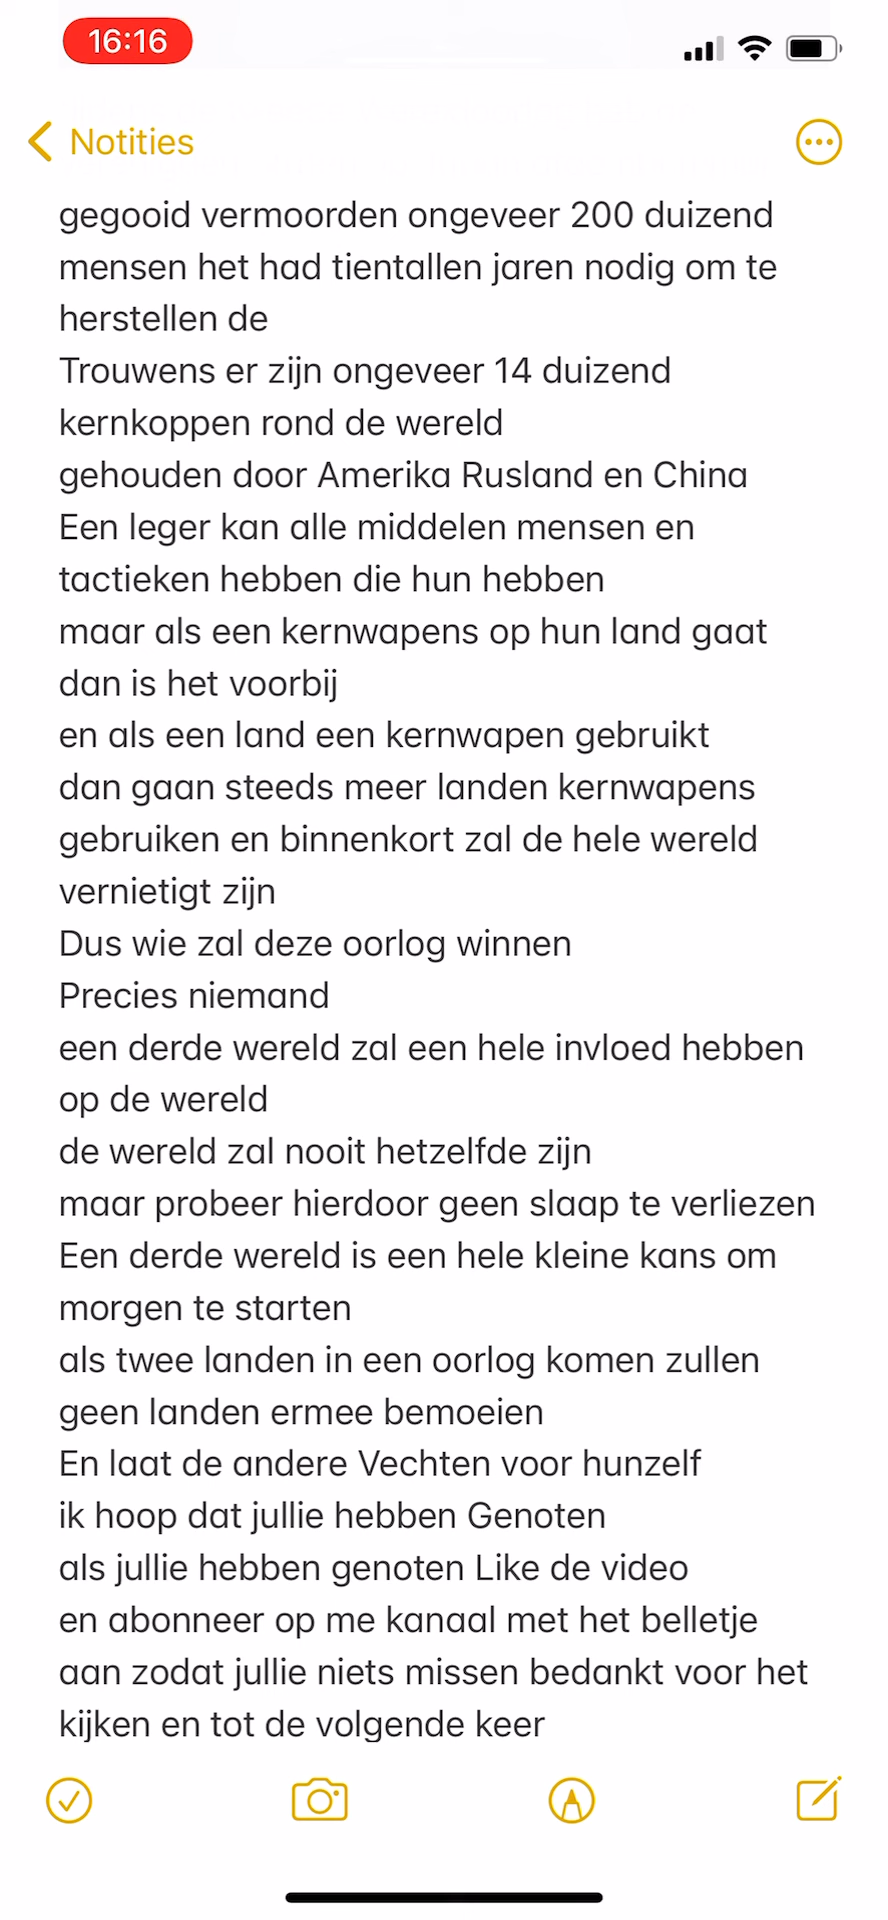 16:16
Notities
gegooid vermoorden ongeveer 200 duizend
mensen het had tientallen jaren nodig om te
herstellen de
Trouwens er zijn ongeveer 14 duizend
kernkoppen rond de wereld
gehouden door Amerika Rusland en China
Een leger kan alle middelen mensen en
tactieken hebben die hun hebben
maar als een kernwapens op hun land gaat
dan is het voorbij
en als een land een kernwapen gebruikt
dan gaan steeds meer landen kernwapens
gebruiken en binnenkort zal de hele wereld
vernietigt zijn
Dus wie zal deze oorlog winnen
Precies niemand
een derde wereld zal een hele invloed hebben
op de wereld
de wereld zal nooit hetzelfde zijn
maar probeer hierdoor geen slaap te verliezen
Een derde wereld is een hele kleine kans om
morgen te starten
als twee landen in een oorlog komen zullen
geen landen ermee bemoeien
En laat de andere Vechten voor hunzelf
ik hoop dat jullie hebben Genoten
als jullie hebben genoten Like de video
en abonneer op me kanaal met het belletje
aan zodat jullie niets missen bedankt voor het
kijken en tot de volgende keer